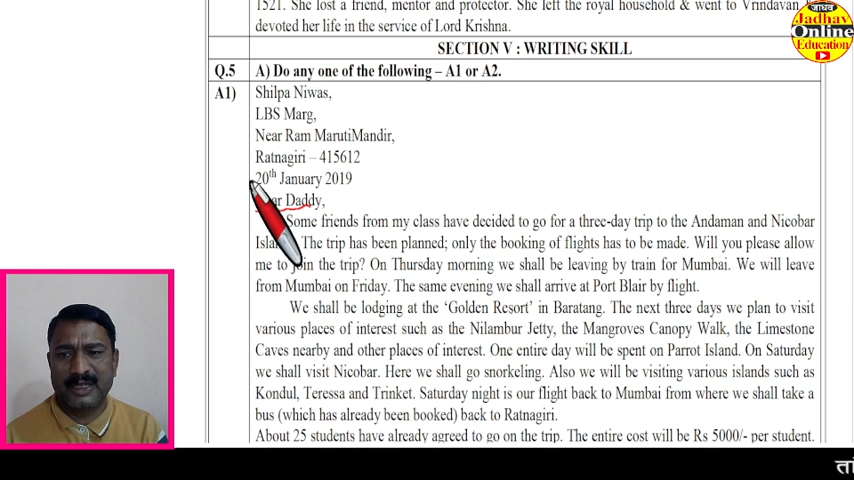 1521. She lost a friend, mentor and protector. She left the royal household & went to Vrindavan
devoted her life in the service of Lord Krishna.
SECTION V : WRITING SKILL
Q.5 A) Do any one of the following – A1 or A2.
A1) Shilpa Niwas,
LBS Marg,
Near Ram MarutiMandir,
Ratnagiri – 415612
20th January 2019
Daddy,
Some friends from my class have decided to go for a three-day trip to the Andaman and Nicobar
The trip has been planned; only the booking of flights has to be made. Will you please allow
me to join the trip? On Thursday morning we shall be leaving by train for Mumbai. We will leave
from Mumbai on Friday. The same evening we shall arrive at Port Blair by flight.
We shall be lodging at the ‘Golden Resort’ in Baratang. The next three days we plan to visit
various places of interest such as the Nilambur Jetty, the Mangroves Canopy Walk, the Limestone
Caves nearby and other places of interest. One entire day will be spent on Parrot Island. On Saturday
we shall visit Nicobar. Here we shall go snorkeling. Also we will be visiting various islands such as
Kondul, Teressa and Trinket. Saturday night is our flight back to Mumbai from where we shall take a
bus (which has already been booked) back to Ratnagiri.
About 25 students have already agreed to go on the trip. The entire cost will be Rs 5000/- per student.
जाधव
Jadhav
Online
Education